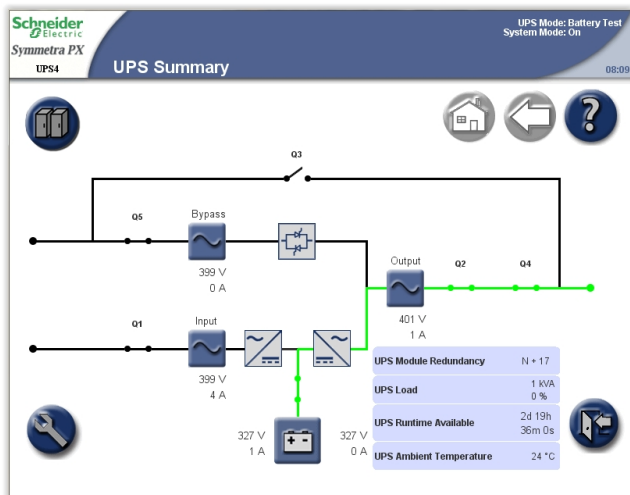 Schneider
Electric
Symmetra PX
UPS4
UPS Summary
UPS Mode: Battery Test
System Mode: On
08:09
?
Q3
Q5
Bypass
399 V
0 A
Output
Q2
Q4
401 V
1 A
Q1
Input
399 V
4 A
327 V
1 A
327 V
0 A
UPS Module Redundancy N + 17
UPS Load 1 kVA
0 %
UPS Runtime Available 2d 19h
36m 0s
UPS Ambient Temperature 24 °C